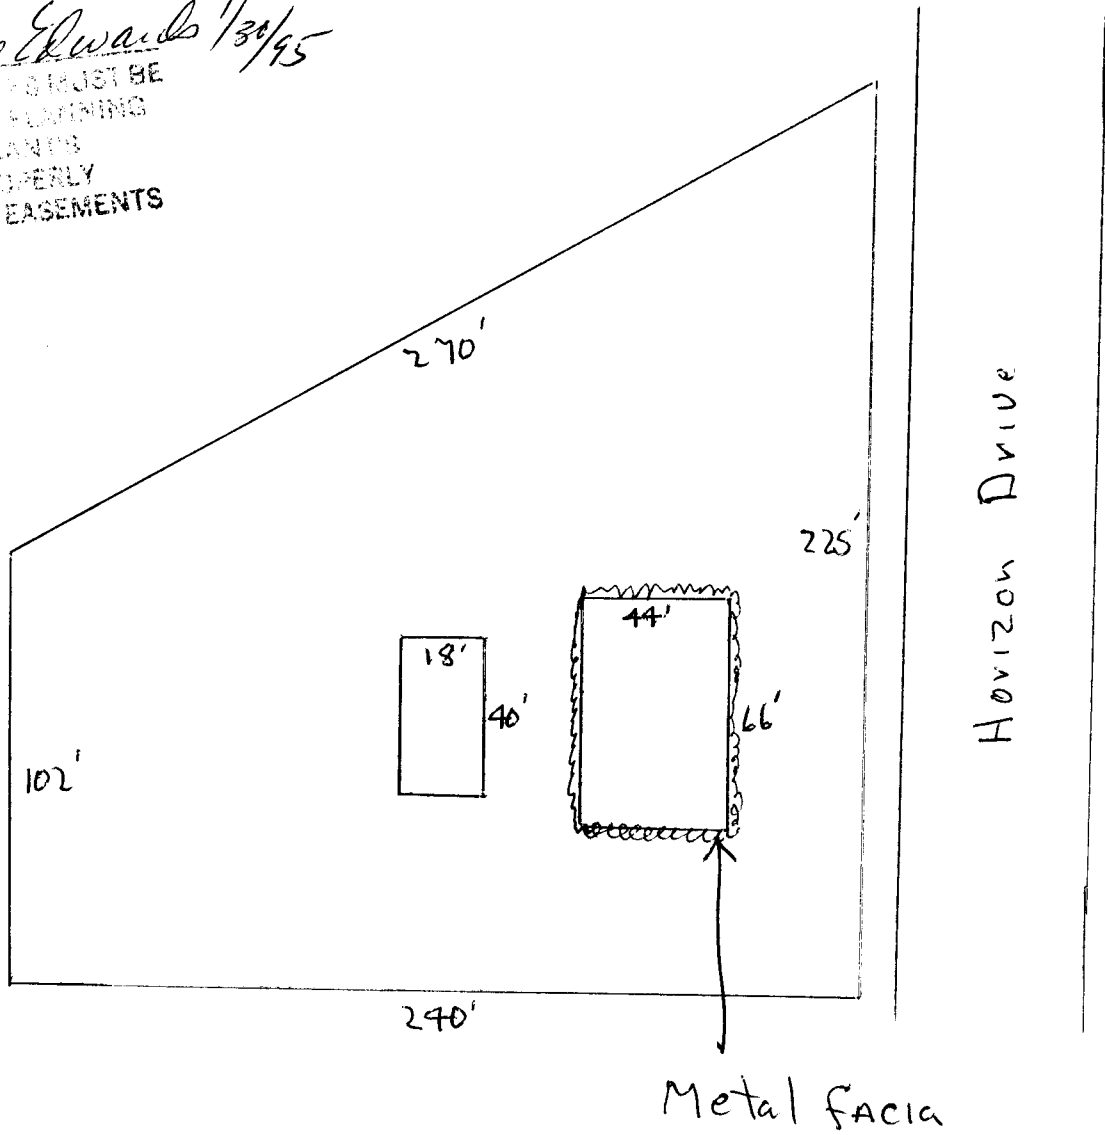 Edwards 1/30/95
MUST BE
PLANNING
EASEMENTS
270'
225'
44'
18'
40'
66'
102'
240'
Horizon Drive
Metal FACIA